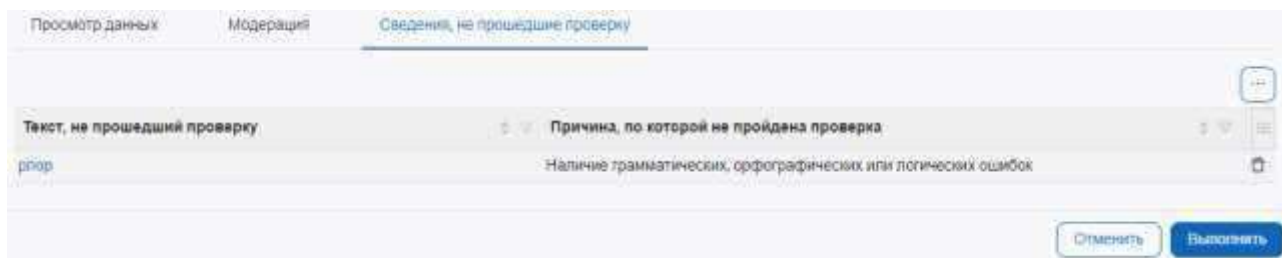 Просмотр данных Модерация Сведения, не прошедшие проверку
...
Текст, не прошедший проверку Причина, по которой не пройдена проверка
рпор Наличие грамматических, орфографических или логических ошибок
Отменить Выполнить